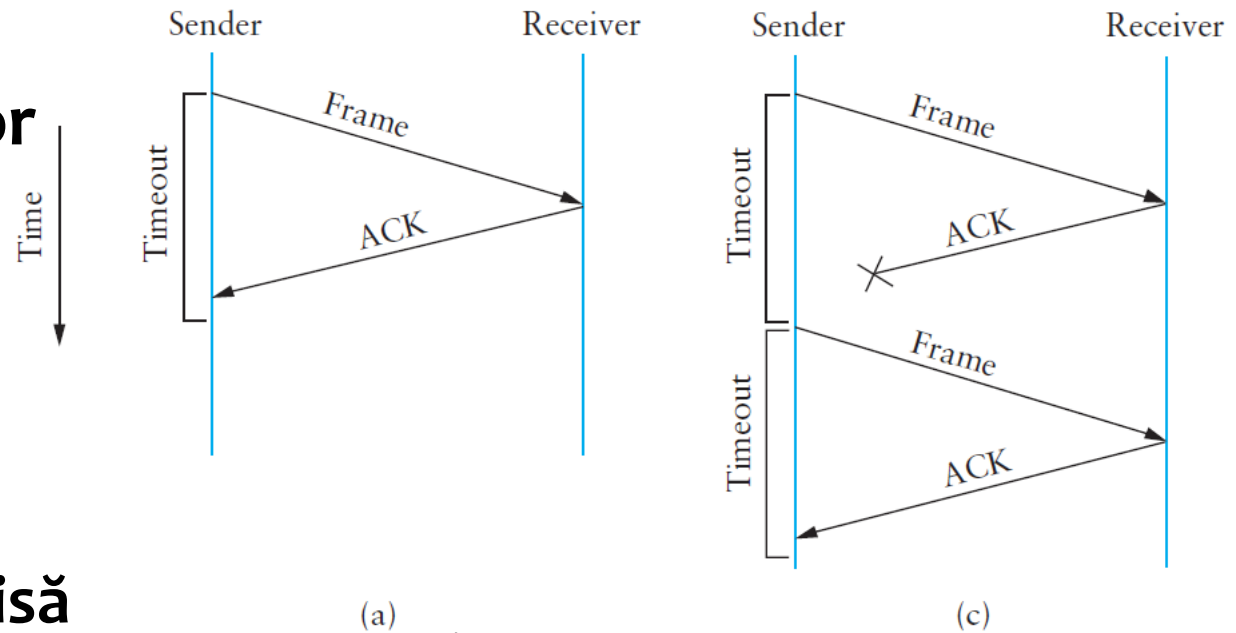 Sender Receiver Sender Receiver
or
Frame Frame
Time Timeout ACK Timeout ACK
Frame
Timeout ACK
isă
(a) (c)